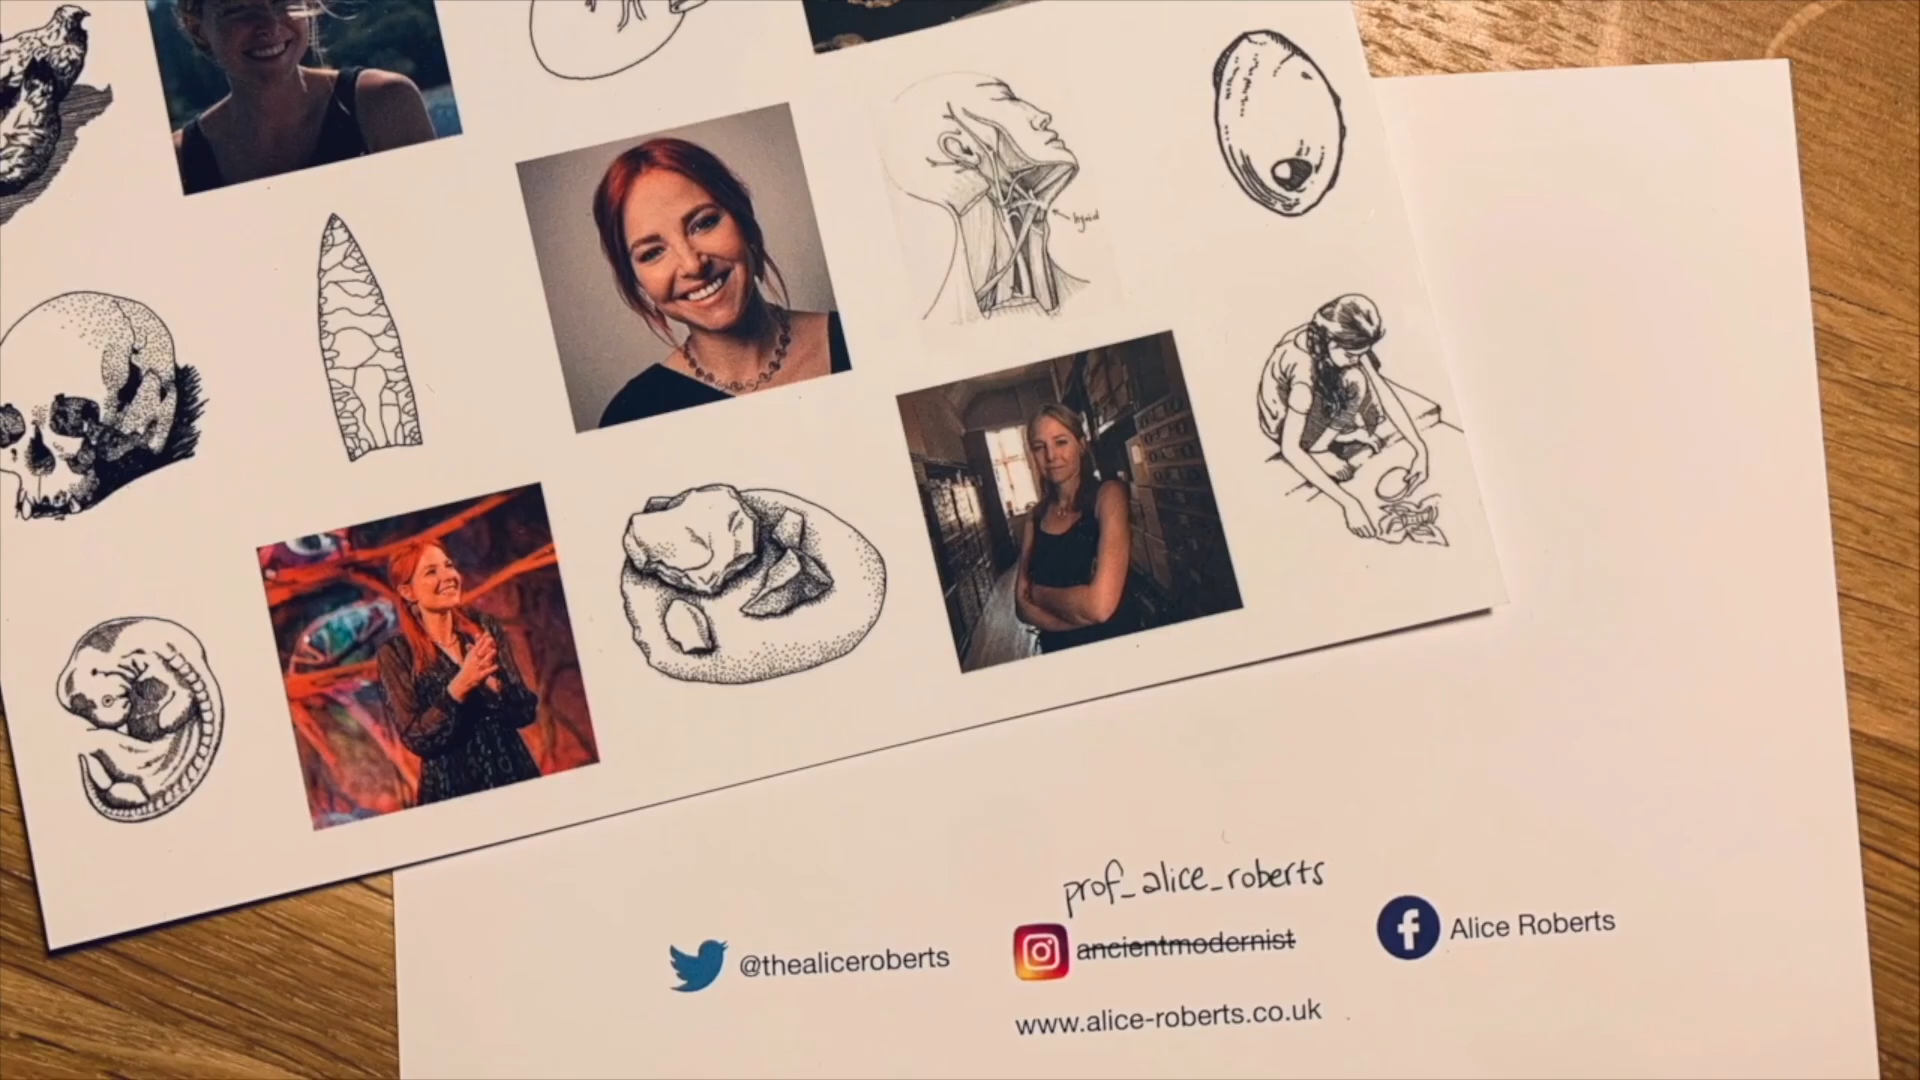 hyoid
prof_alice_roberts
@thealiceroberts
ancientmodernist
Alice Roberts
www.alice-roberts.co.uk